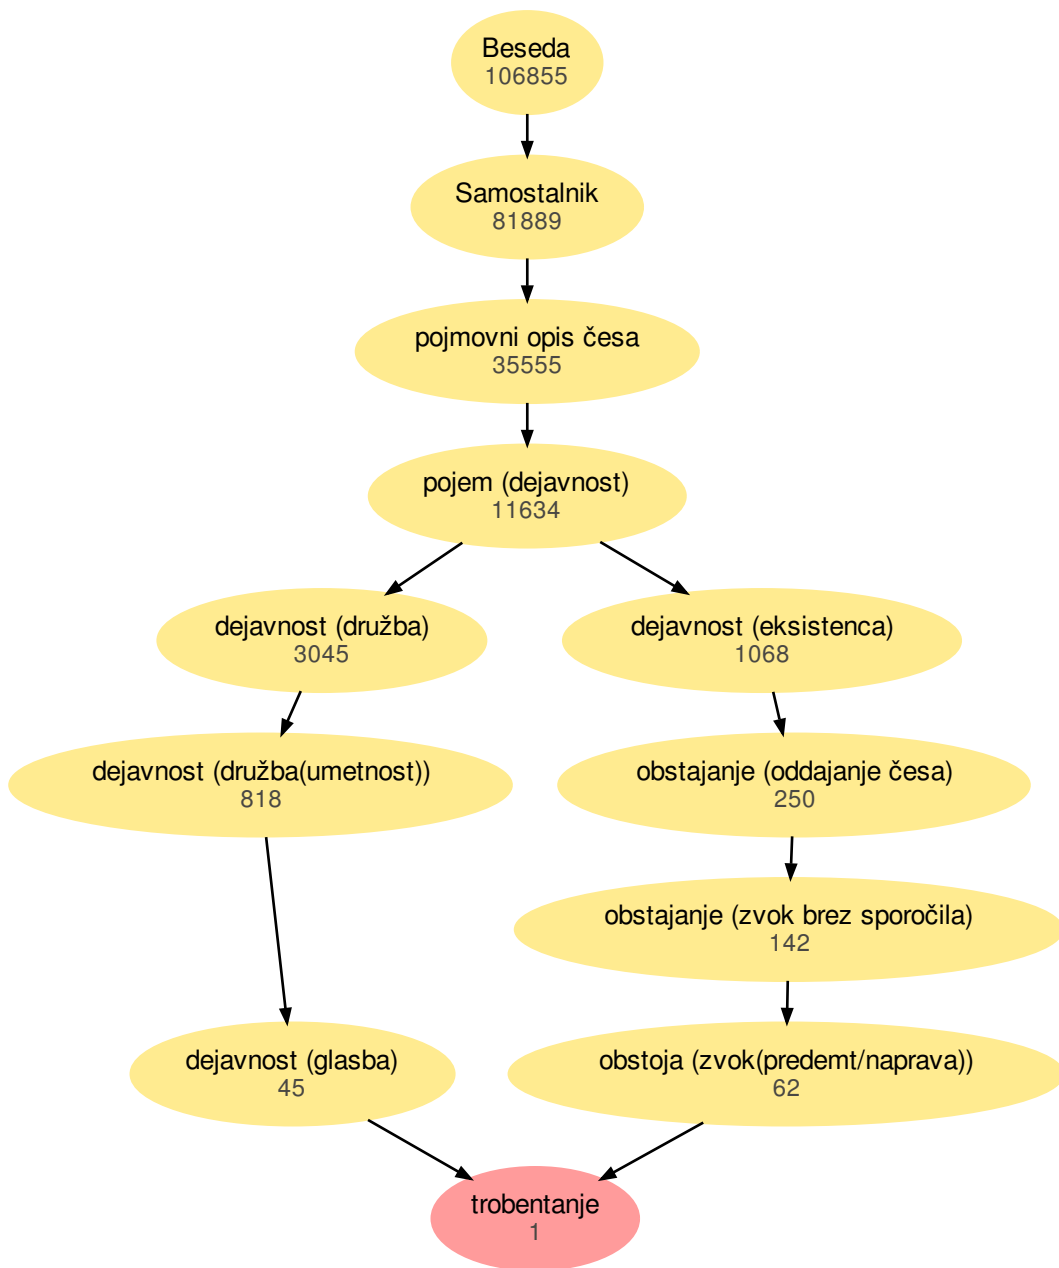 Beseda
106855
Samostalnik
81889
pojmovni opis česa
35555
pojem (dejavnost)
11634
dejavnost (družba)
3045
dejavnost (eksistenca)
1068
dejavnost (družba(umetnost))
818
obstajanje (oddajanje česa)
250
obstajanje (zvok brez sporočila)
142
dejavnost (glasba)
45
obstoja (zvok(predemt/naprava))
62
trobentanje
1